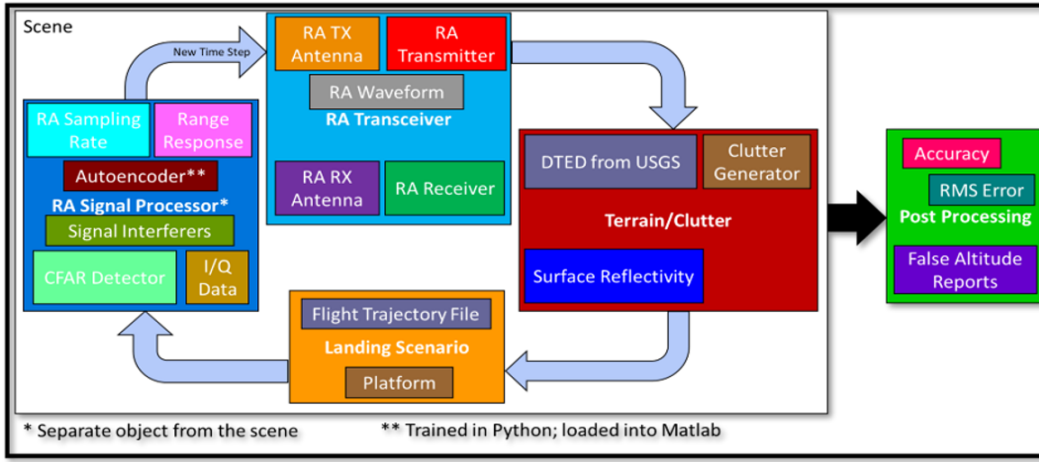 Scene
New Time Step
RA TX
Antenna
RA
Transmitter
RA Waveform
RA Transceiver
RA RX
Antenna
RA Receiver
RA Sampling
Rate
Range
Response
Autoencoder**
RA Signal Processor*
Signal Interferers
CFAR Detector
I/Q
Data
DTED from USGS
Clutter
Generator
Terrain/Clutter
Surface Reflectivity
Flight Trajectory File
Landing Scenario
Platform
Accuracy
RMS Error
Post Processing
False Altitude
Reports
* Separate object from the scene
** Trained in Python; loaded into Matlab